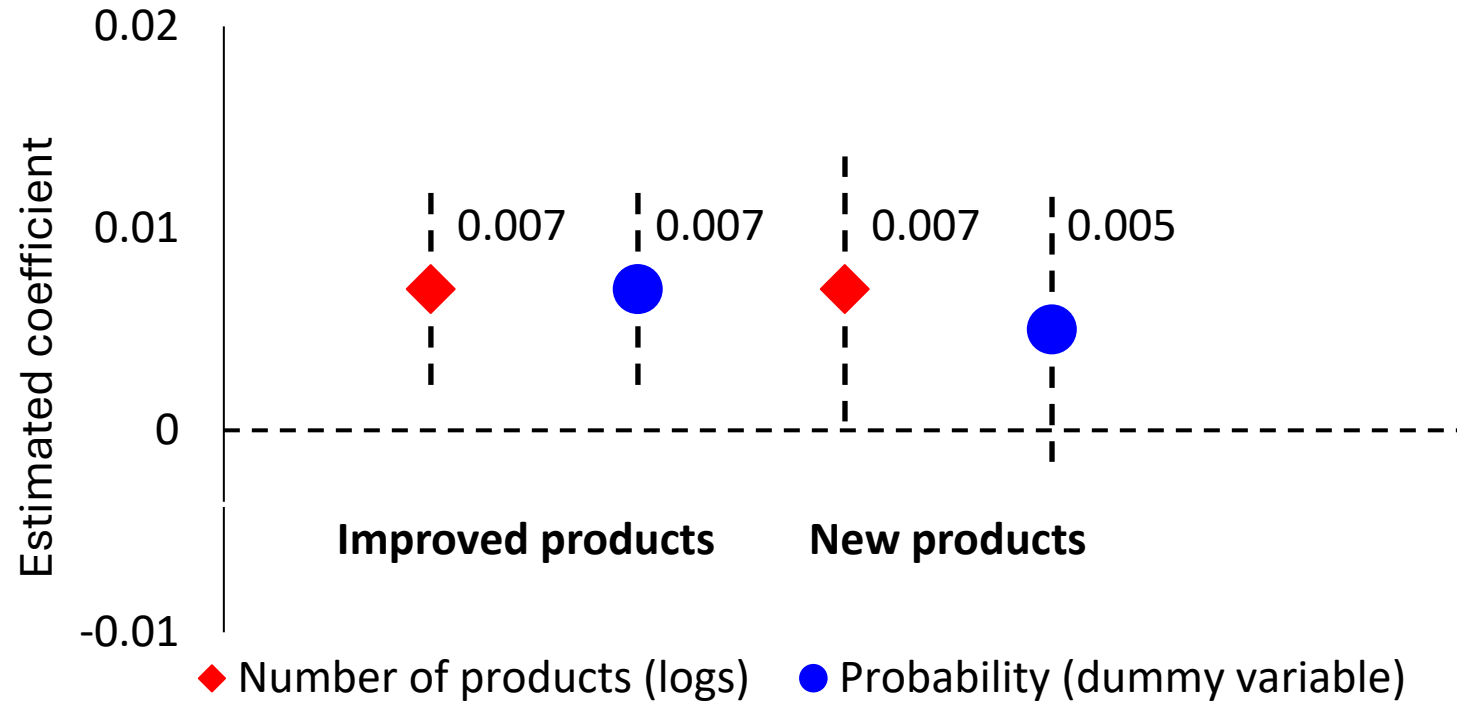 0.02
0.01
0
-0.01
Estimated coefficient
0.007
0.007
0.007
0.005
Improved products
New products
Number of products (logs)
Probability (dummy variable)